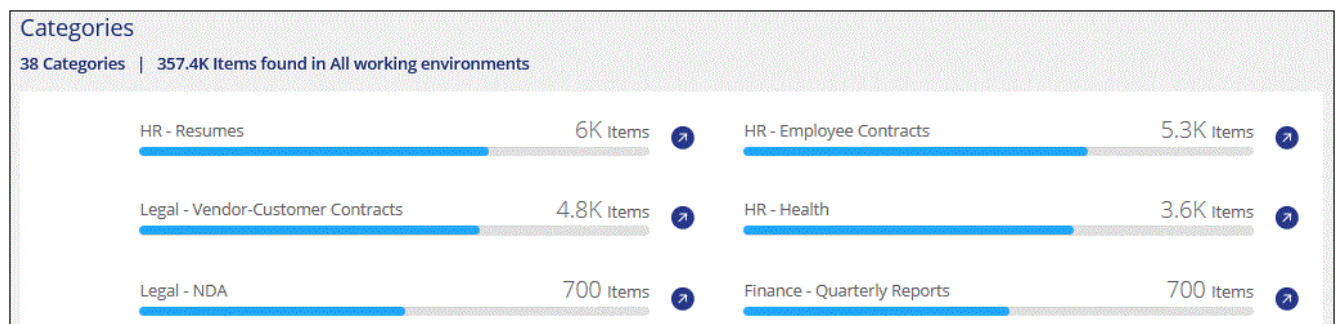 Categories
38 Categories | 357.4K Items found in All working environments
HR - Resumes 6K Items HR - Employee Contracts 5.3K Items
Legal - Vendor-Customer Contracts 4.8K Items HR - Health 3.6K Items
Legal - NDA 700 Items Finance - Quarterly Reports 700 Items